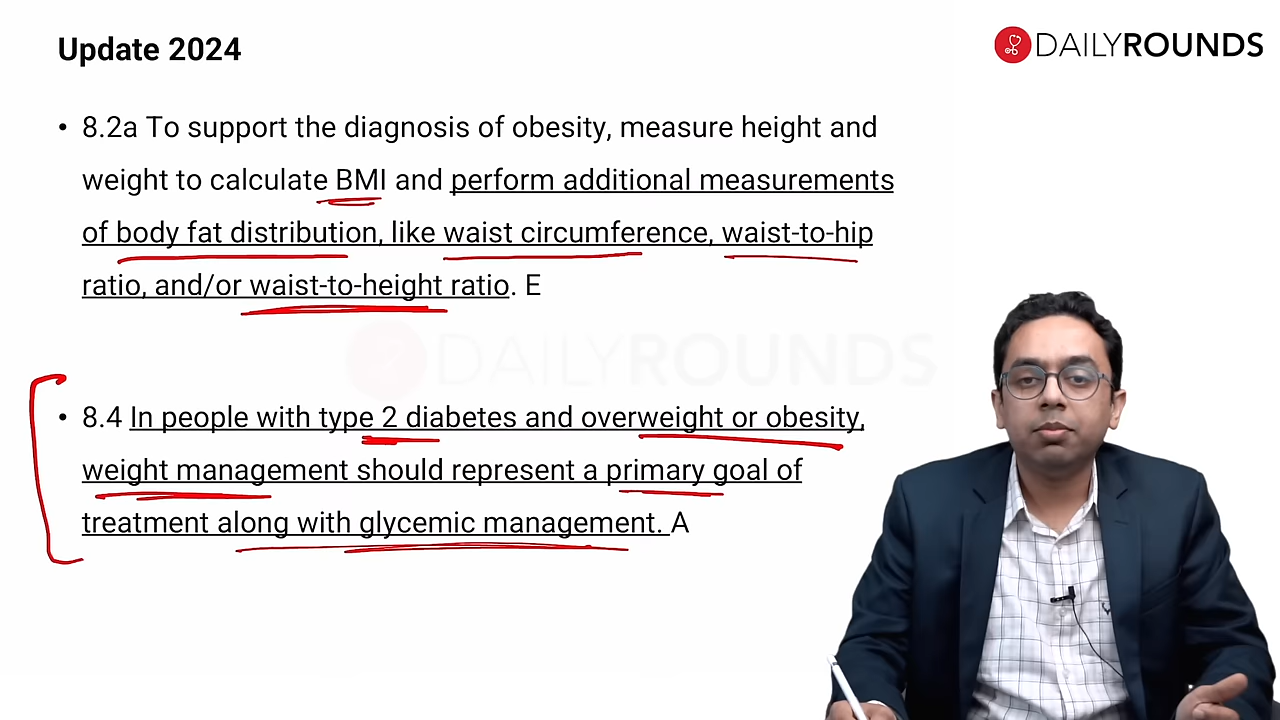 Update 2024
DAILYROUNDS
• 8.2a To support the diagnosis of obesity, measure height and
weight to calculate BMI and perform additional measurements
of body fat distribution, like waist circumference, waist-to-hip
ratio, and/or waist-to-height ratio. E
DAILYROUNDS
• 8.4 In people with type 2 diabetes and overweight or obesity,
weight management should represent a primary goal of
treatment along with glycemic management. A